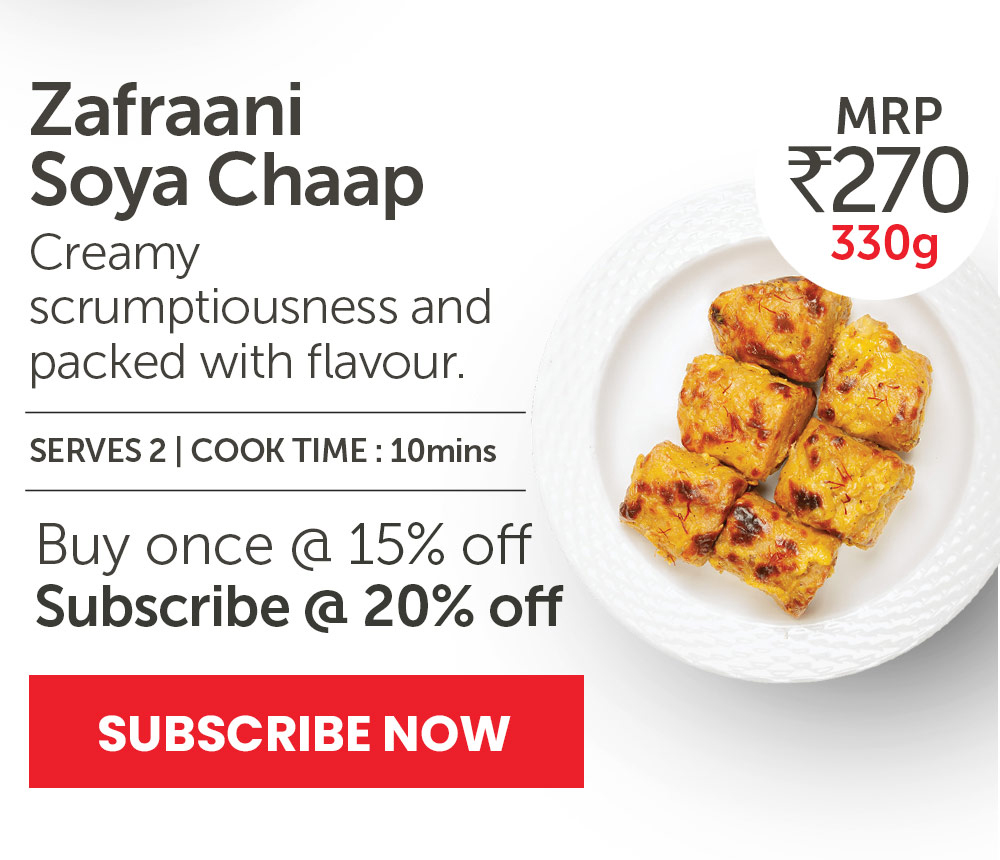 Zafraani
Soya Chaap
Creamy
scrumptiousness and
packed with flavour.
SERVES 2 | COOK TIME : 10mins
Buy once @ 15% off
Subscribe @ 20% off
SUBSCRIBE NOW
MRP
₹270
330g